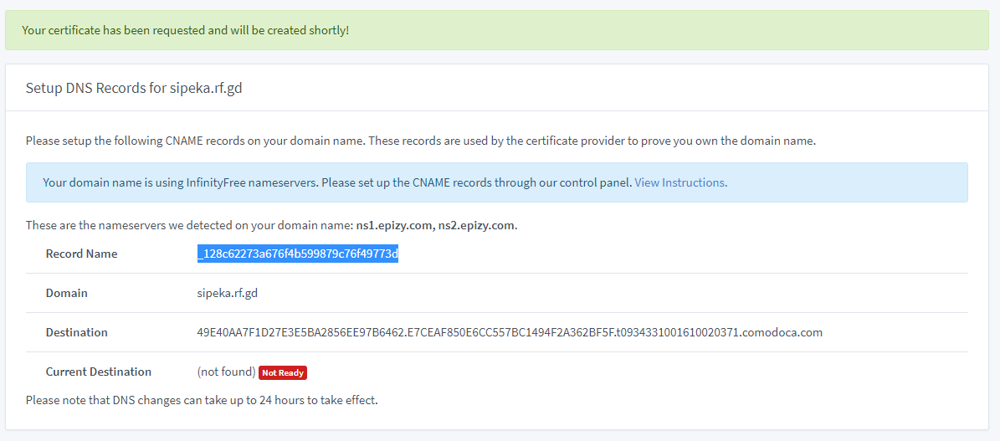 Your certificate has been requested and will be created shortly!
Setup DNS Records for sipeka.rf.gd
Please setup the following CNAME records on your domain name. These records are used by the certificate provider to prove you own the domain name.
Your domain name is using InfinityFree nameservers. Please set up the CNAME records through our control panel. View Instructions.
These are the nameservers we detected on your domain name: ns1.epizy.com, ns2.epizy.com.
Record Name _128c62273a676f4b599879c76f49773d
Domain sipeka.rf.gd
Destination 49E40AA7F1D27E3E5BA2856EE97B6462.E7CEAF850E6CC557BC1494F2A362BF5F.t0934331001610020371.comodoca.com
Current Destination (not found) Not Ready
Please note that DNS changes can take up to 24 hours to take effect.